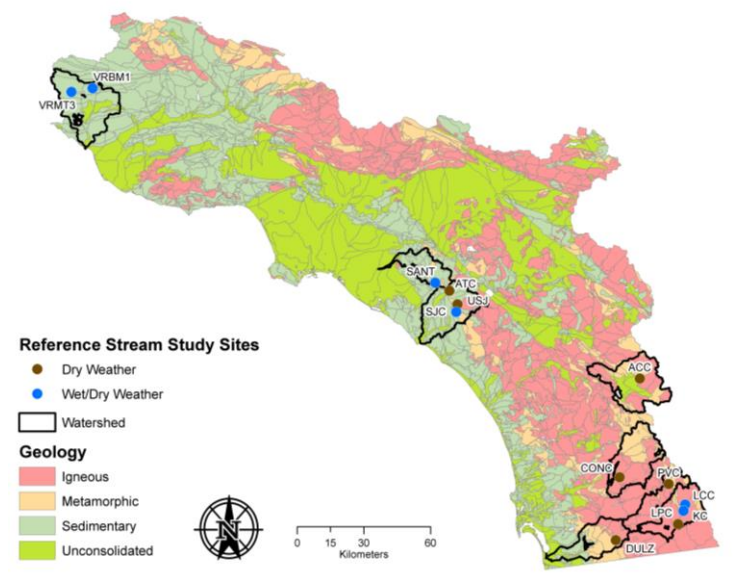 VRBM1
VRMT3
SANT
ATC
USJ
SJC
ACC
CONC
PVC
LCC
LPC
KC
DULZ
Reference Stream Study Sites
Dry Weather
Wet/Dry Weather
Watershed
Geology
Igneous
Metamorphic
Sedimentary
Unconsolidated
N
0 15 30 60
Kilometers